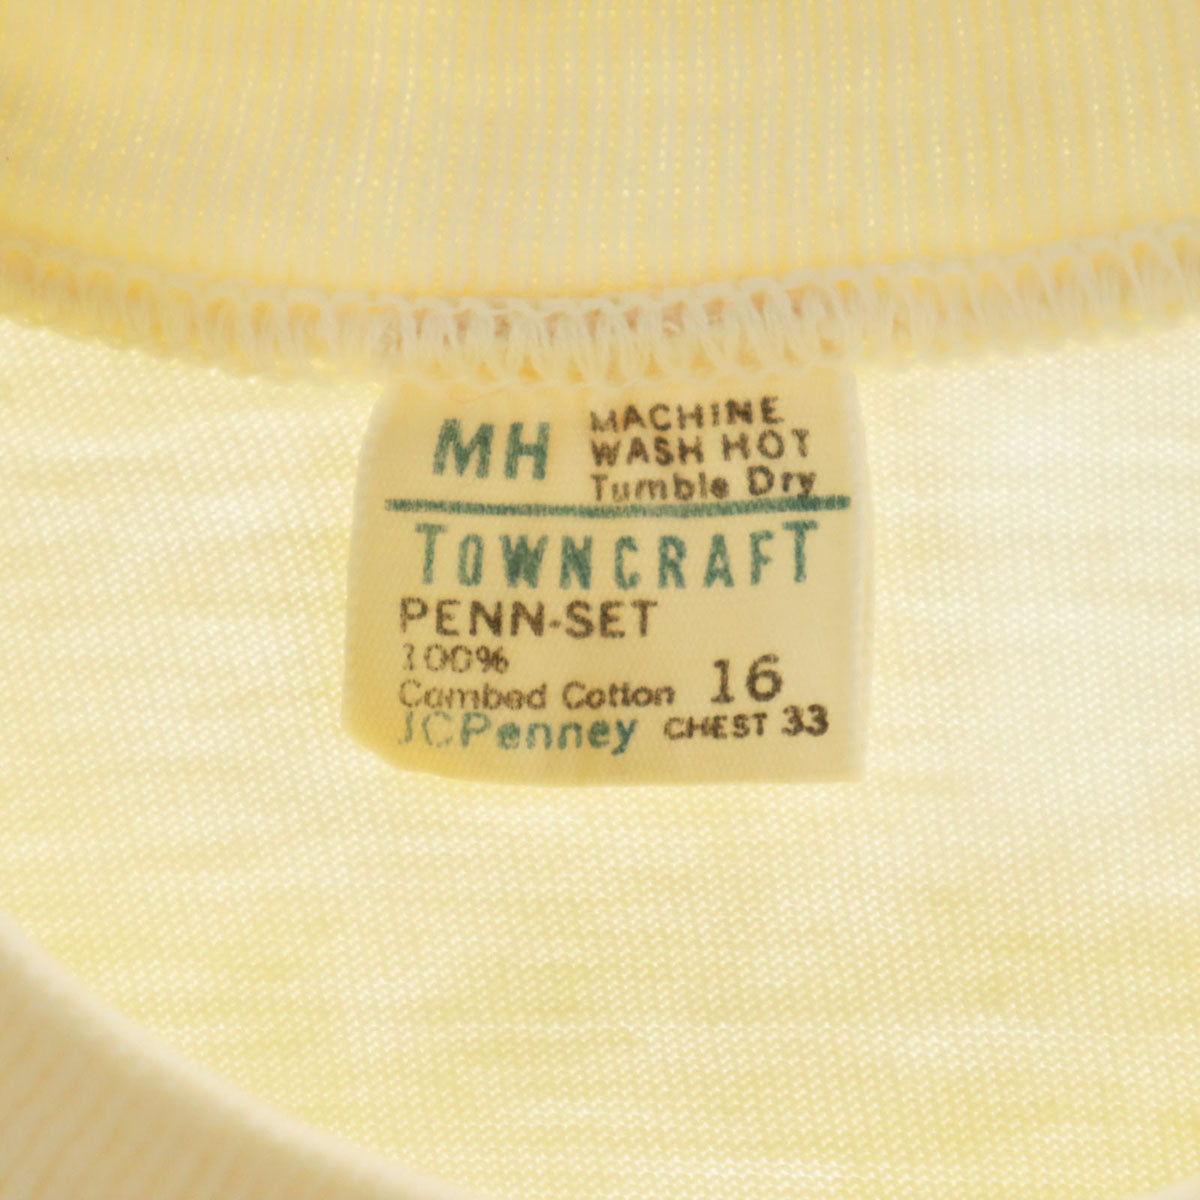 MH
MACHINE
WASH HOT
Tumble Dry
TOWNCRAFT
PENN-SET
100%
Combed Cotton
16
JCPenney
CHEST 33